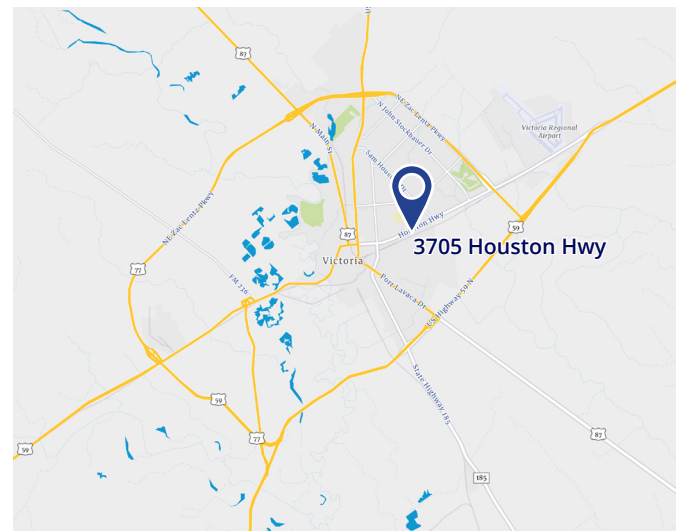 87
NE Zac Lentz Pkwy
N John Stockbauer Dr
N Main St
Victoria Regional
Airport
NE Zac Lentz Pkwy
Houston Hwy
59
87
3705 Houston Hwy
Victoria
77
FM 236
Port Lavaca Dr
US Highway 59 N
State Highway 185
59
77
87
59
185